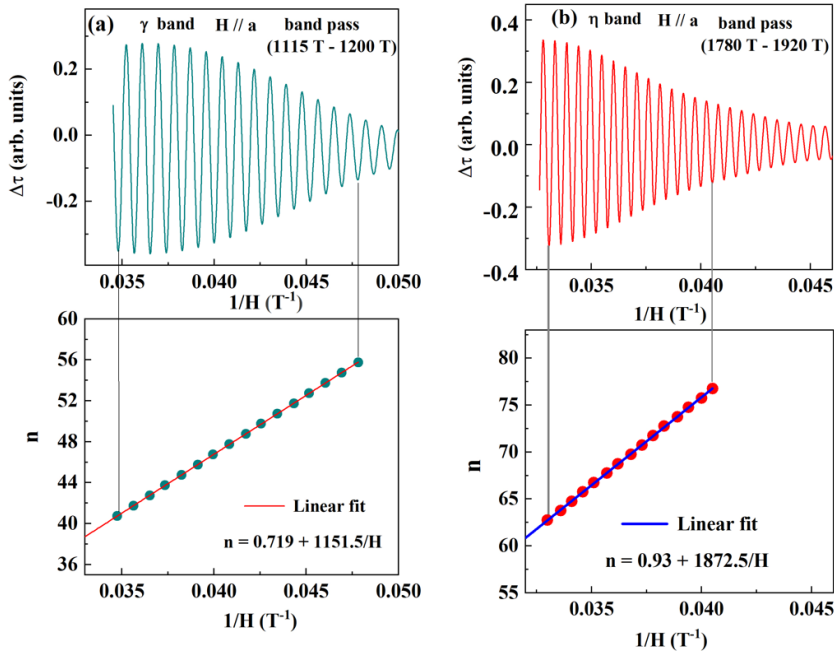 (a) γ band H // a band pass
(1115 T - 1200 T)
0.2
0.0
-0.2
Δτ (arb. units)
0.035 0.040 0.045 0.050
1/H (T⁻¹)
60
56
52
48
44
40
36
n
Linear fit
n = 0.719 + 1151.5/H
0.035 0.040 0.045 0.050
1/H (T⁻¹)
(b) η band H // a band pass
(1780 T - 1920 T)
0.4
0.2
0.0
-0.2
-0.4
Δτ (arb. units)
0.035 0.040 0.045
1/H (T⁻¹)
80
75
70
65
60
55
n
Linear fit
n = 0.93 + 1872.5/H
0.035 0.040 0.045
1/H (T⁻¹)